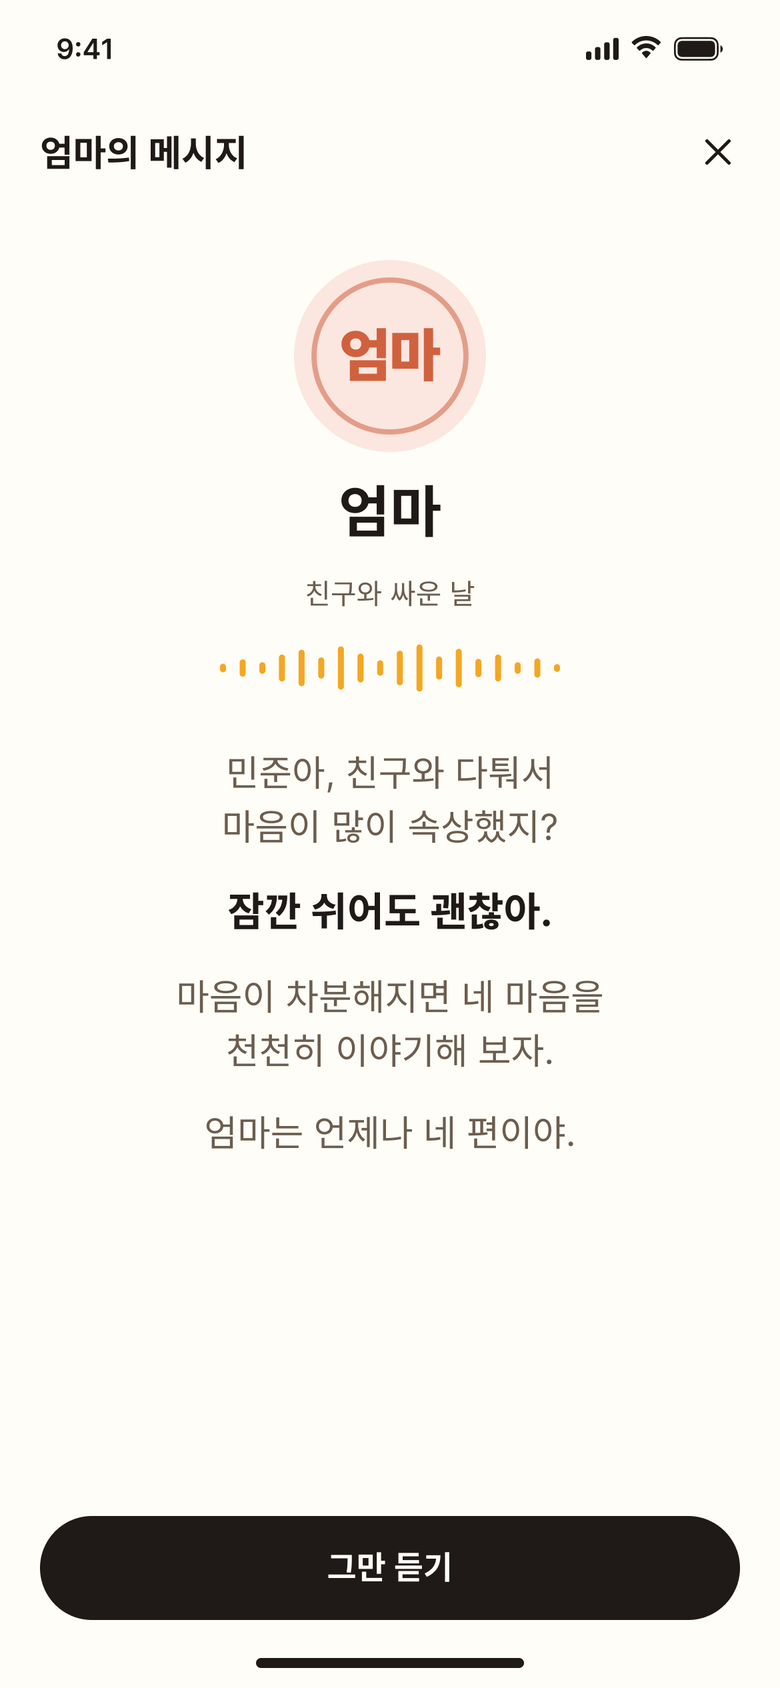 9:41
엄마의 메시지
엄마
엄마
친구와 싸운 날
민준아, 친구와 다퉈서
마음이 많이 속상했지?
잠깐 쉬어도 괜찮아.
마음이 차분해지면 네 마음을
천천히 이야기해 보자.
엄마는 언제나 네 편이야.
그만 듣기